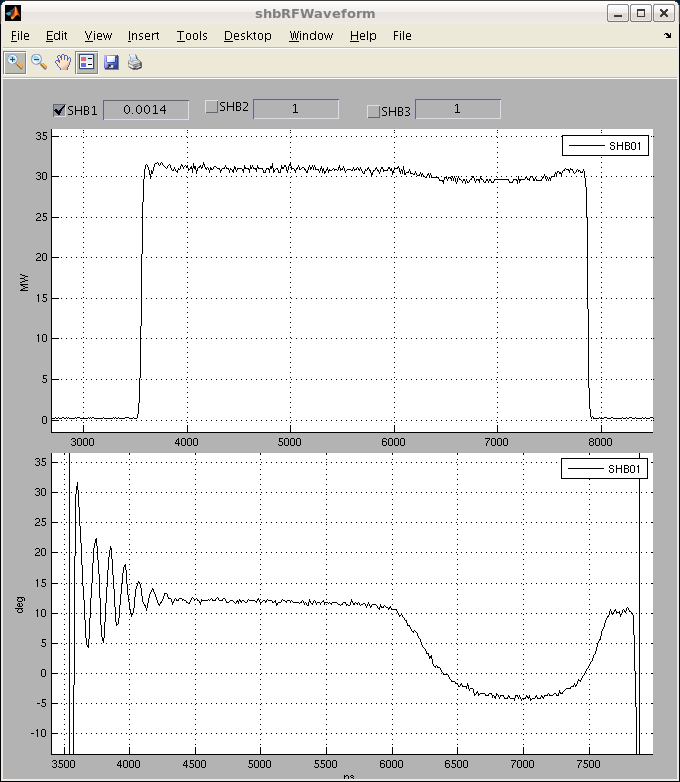 shbRFWaveform
File Edit View Insert Tools Desktop Window Help File
SHB1 0.0014 SHB2 1 SHB3 1
35
30
25
20
15
10
5
0
MW
SHB01
3000 4000 5000 6000 7000 8000
35
30
25
20
15
10
5
0
-5
-10
deg
SHB01
3500 4000 4500 5000 5500 6000 6500 7000 7500
ns